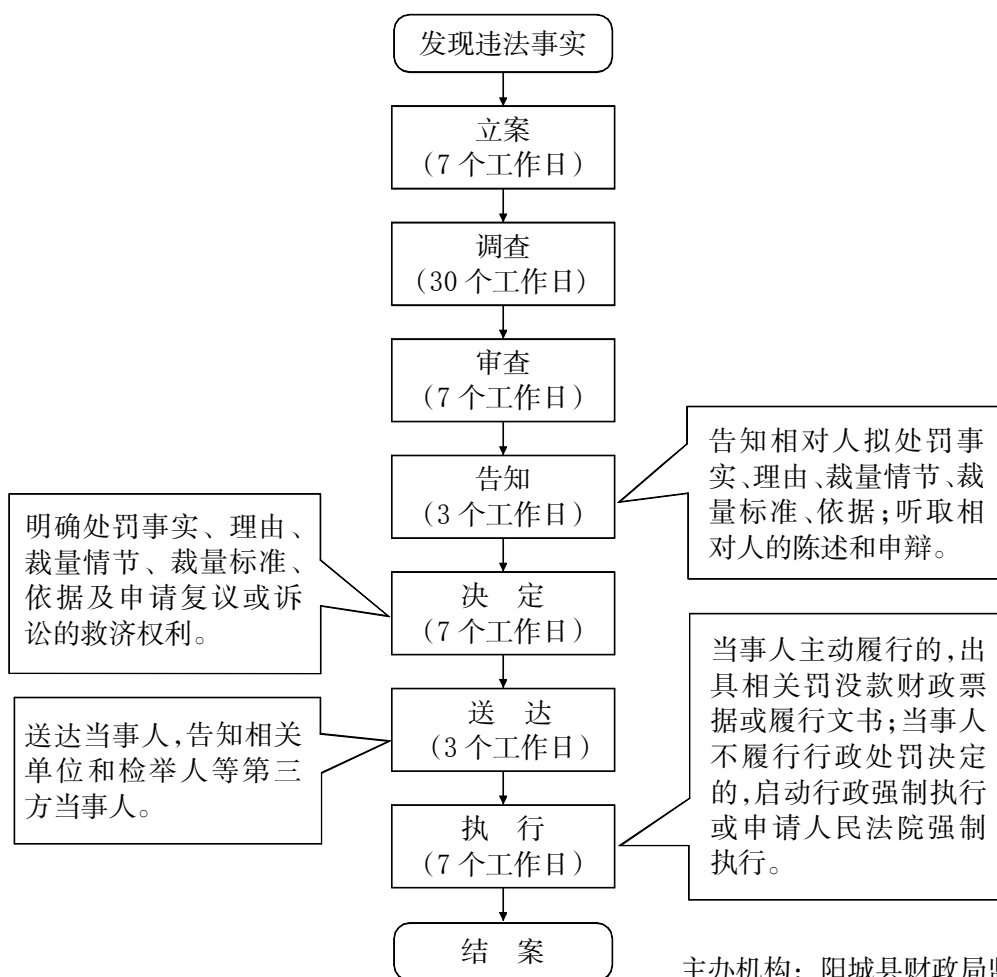 发现违法事实
立案
(7 个工作日)
调查
(30 个工作日)
审查
(7 个工作日)
告知
(3 个工作日)
告知相对人拟处罚事
实、理由、裁量情节、裁
量标准、依据;听取相
对人的陈述和申辩。
明确处罚事实、理由、
裁量情节、裁量标准、
依据及申请复议或诉
讼的救济权利。
决 定
(7 个工作日)
送 达
(3 个工作日)
送达当事人,告知相关
单位和检举人等第三
方当事人。
当事人主动履行的,出
具相关罚没款财政票
据或履行文书;当事人
不履行行政处罚决定
的,启动行政强制执行
或申请人民法院强制
执行。
执 行
(7 个工作日)
结 案
主办机构:阳城县财政局